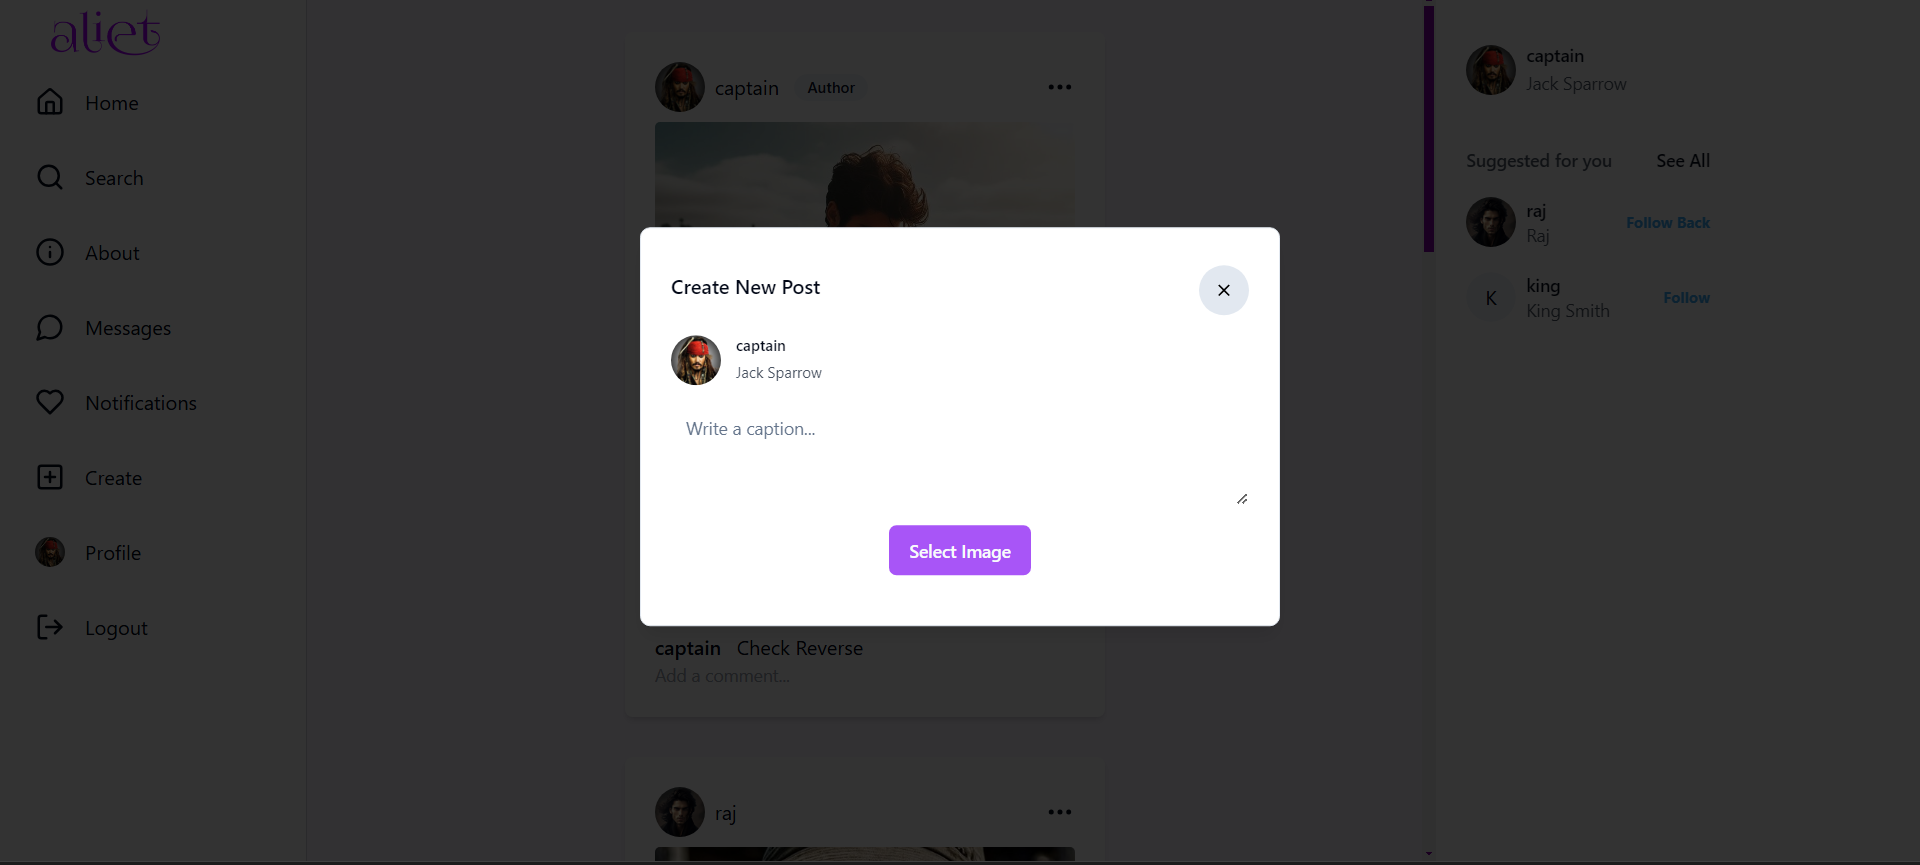 aliet
Home
Search
About
Messages
Notifications
Create
Profile
Logout
captain Author
Create New Post
captain
Jack Sparrow
Write a caption...
Select Image
captain Check Reverse
Add a comment...
raj
captain
Jack Sparrow
Suggested for you See All
raj
Raj
Follow Back
K
king
King Smith
Follow